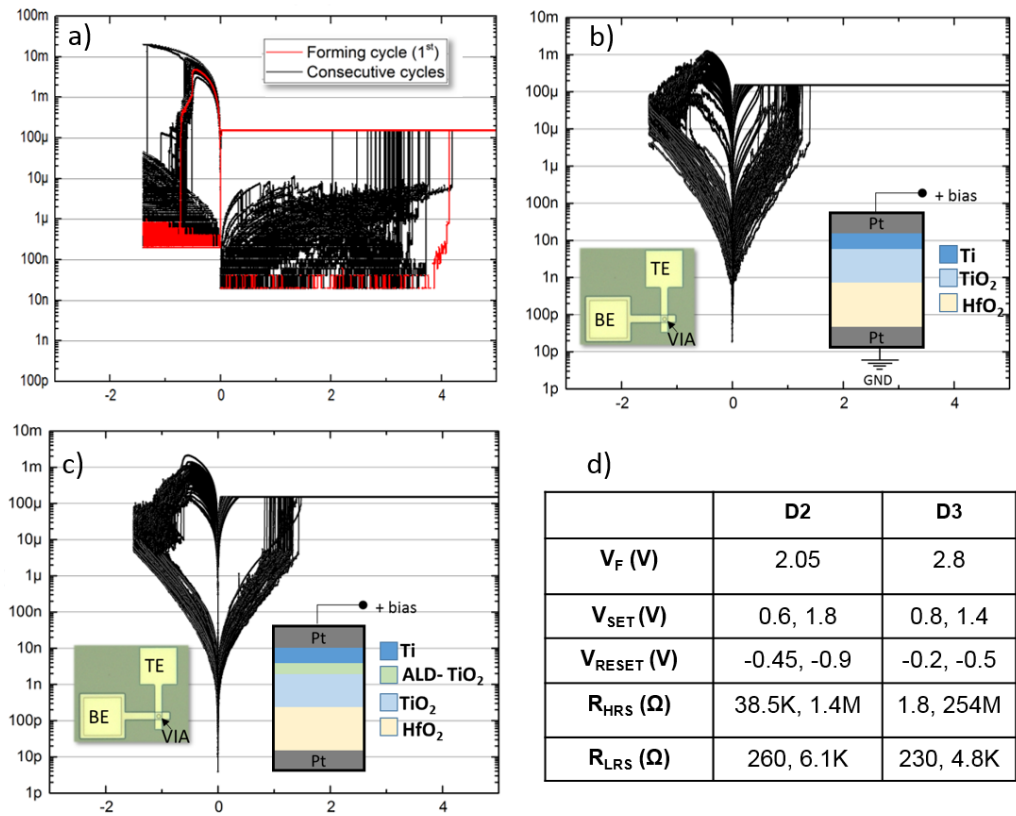 a)
100m
10m
1m
100µ
10µ
1µ
100n
10n
1n
100p
-2
0
2
4
Forming cycle (1st)
Consecutive cycles
b)
10m
1m
100µ
10µ
1µ
100n
10n
1n
100p
10p
1p
-2
0
2
4
TE
BE
VIA
+ bias
Pt
Ti
TiO2
HfO2
Pt
GND
c)
10m
1m
100µ
10µ
1µ
100n
10n
1n
100p
10p
1p
-2
0
2
4
TE
BE
VIA
+ bias
Pt
Ti
ALD- TiO2
TiO2
HfO2
Pt
d)
D2 D3
VF (V) 2.05 2.8
VSET (V) 0.6, 1.8 0.8, 1.4
VRESET (V) -0.45, -0.9 -0.2, -0.5
RHRS (Ω) 38.5K, 1.4M 1.8, 254M
RLRS (Ω) 260, 6.1K 230, 4.8K